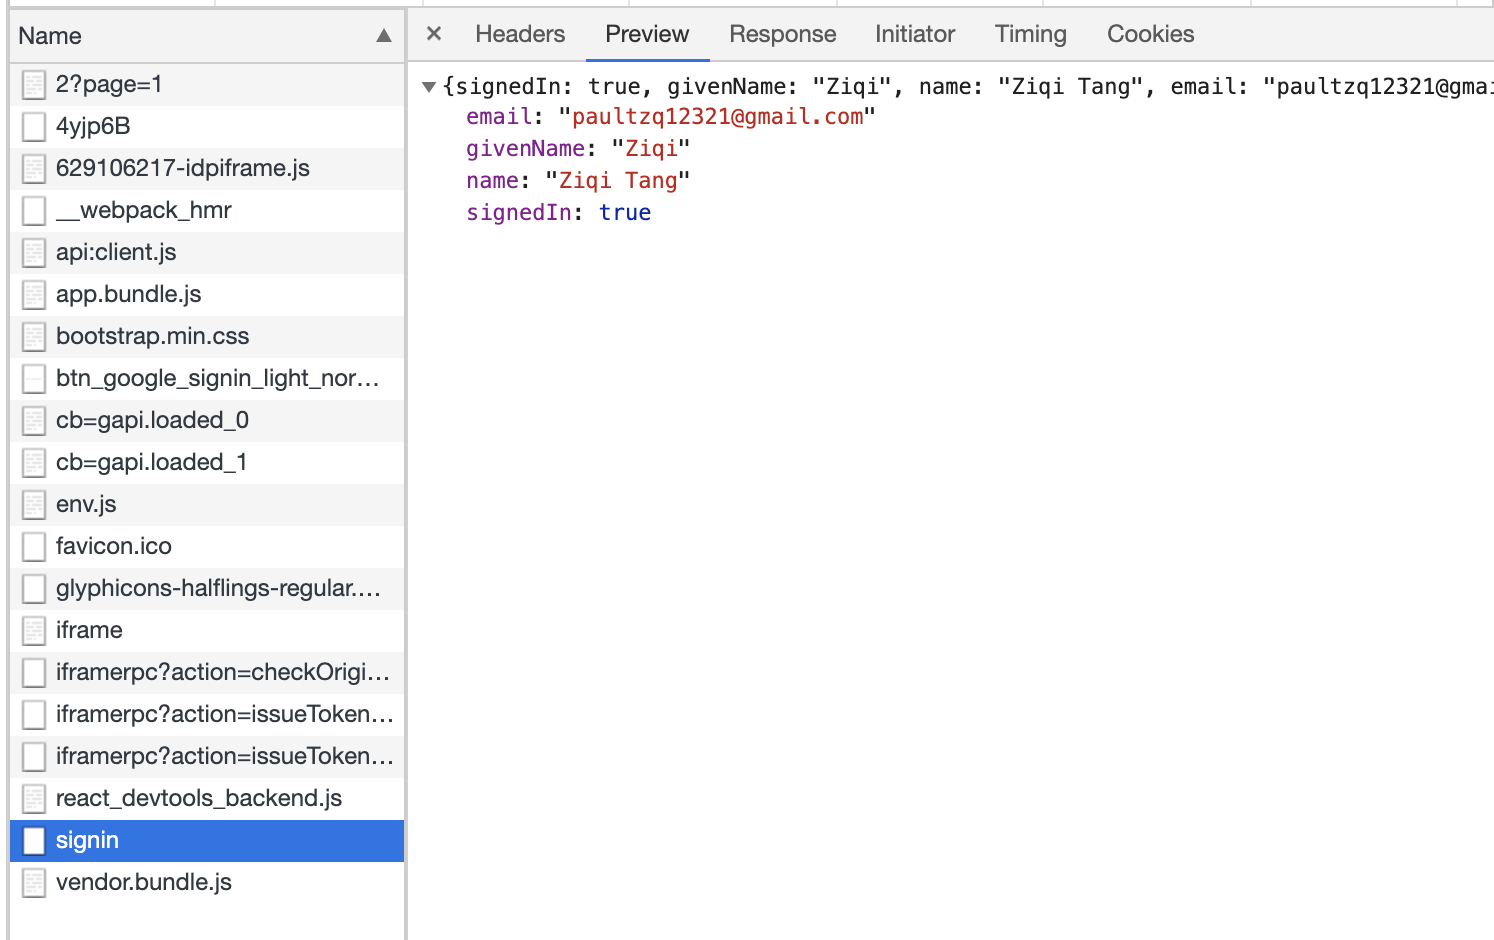 Name ▲
2?page=1
4yjp6B
629106217-idpiframe.js
__webpack_hmr
api:client.js
app.bundle.js
bootstrap.min.css
btn_google_signin_light_nor…
cb=gapi.loaded_0
cb=gapi.loaded_1
env.js
favicon.ico
glyphicons-halflings-regular.…
iframe
iframerpc?action=checkOrigi…
iframerpc?action=issueToken…
iframerpc?action=issueToken…
react_devtools_backend.js
signin
vendor.bundle.js
× Headers Preview Response Initiator Timing Cookies
▼{signedIn: true, givenName: "Ziqi", name: "Ziqi Tang", email: "paultzq12321@gmai
email: "paultzq12321@gmail.com"
givenName: "Ziqi"
name: "Ziqi Tang"
signedIn: true